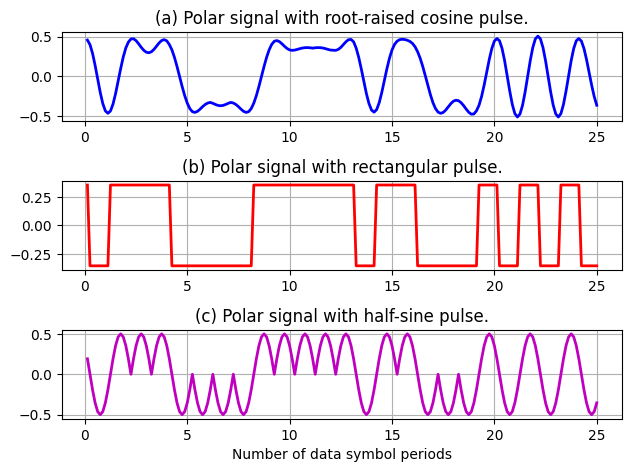 (a) Polar signal with root-raised cosine pulse.
0.5
0.0
−0.5
0 5 10 15 20 25
(b) Polar signal with rectangular pulse.
0.25
0.00
−0.25
0 5 10 15 20 25
(c) Polar signal with half-sine pulse.
0.5
0.0
−0.5
0 5 10 15 20 25
Number of data symbol periods